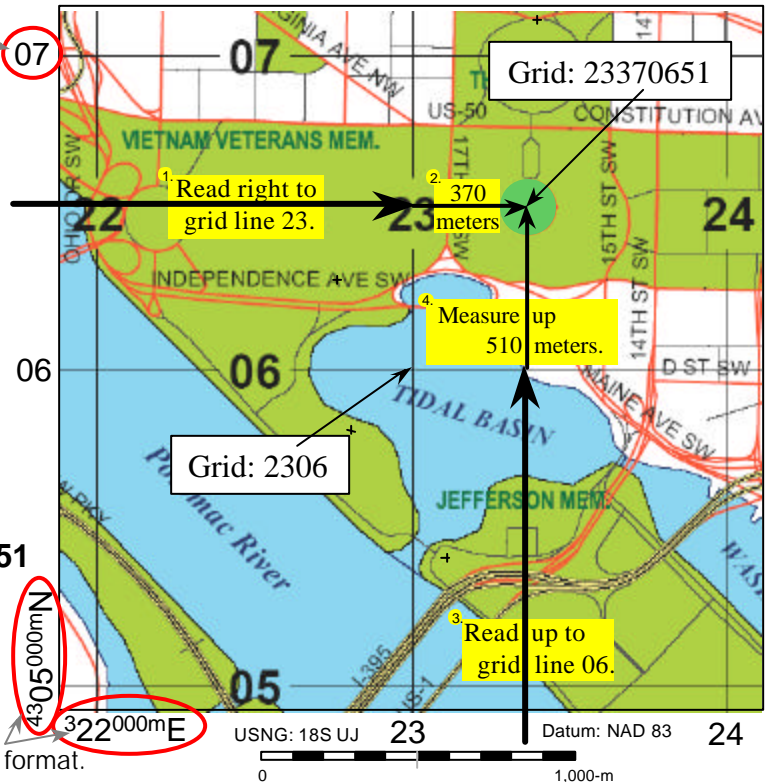 07
07
VIRGINIA AVE NW
Grid: 23370651
US-50
CONSTITUTION AV
14T
VIETNAM VETERANS MEM.
OHIO DR SW
17TH
SW
1.
Read right to
grid line 23.
2.
370
meters
22
23
24
15TH ST SW
14TH ST SW
INDEPENDENCE AVE SW
4.
Measure up
510 meters.
06
06
D ST SW
MAINE AVE SW
TIDAL BASIN
Grid: 2306
JEFFERSON MEM.
Potomac River
N PKY
WASH
51
3.
Read up to
grid line 06.
I-395
US-1
05
4305000mN
322000mE
23
24
format.
USNG: 18S UJ
Datum: NAD 83
0
1,000-m